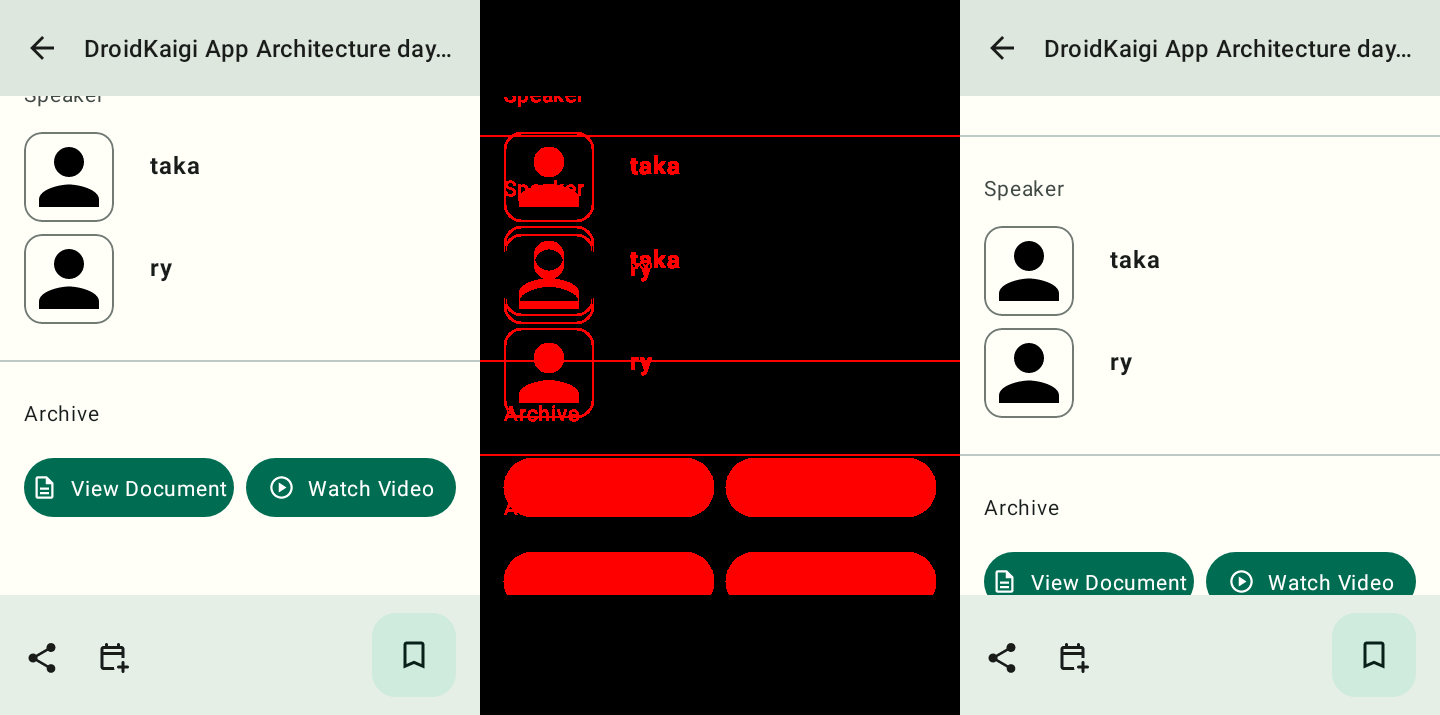 DroidKaigi App Architecture day…
Speaker
taka
ry
Archive
View Document
Watch Video
Speaker
taka
Speaker
taka
ry
ry
Archive
DroidKaigi App Architecture day…
Speaker
taka
ry
Archive
View Document
Watch Video